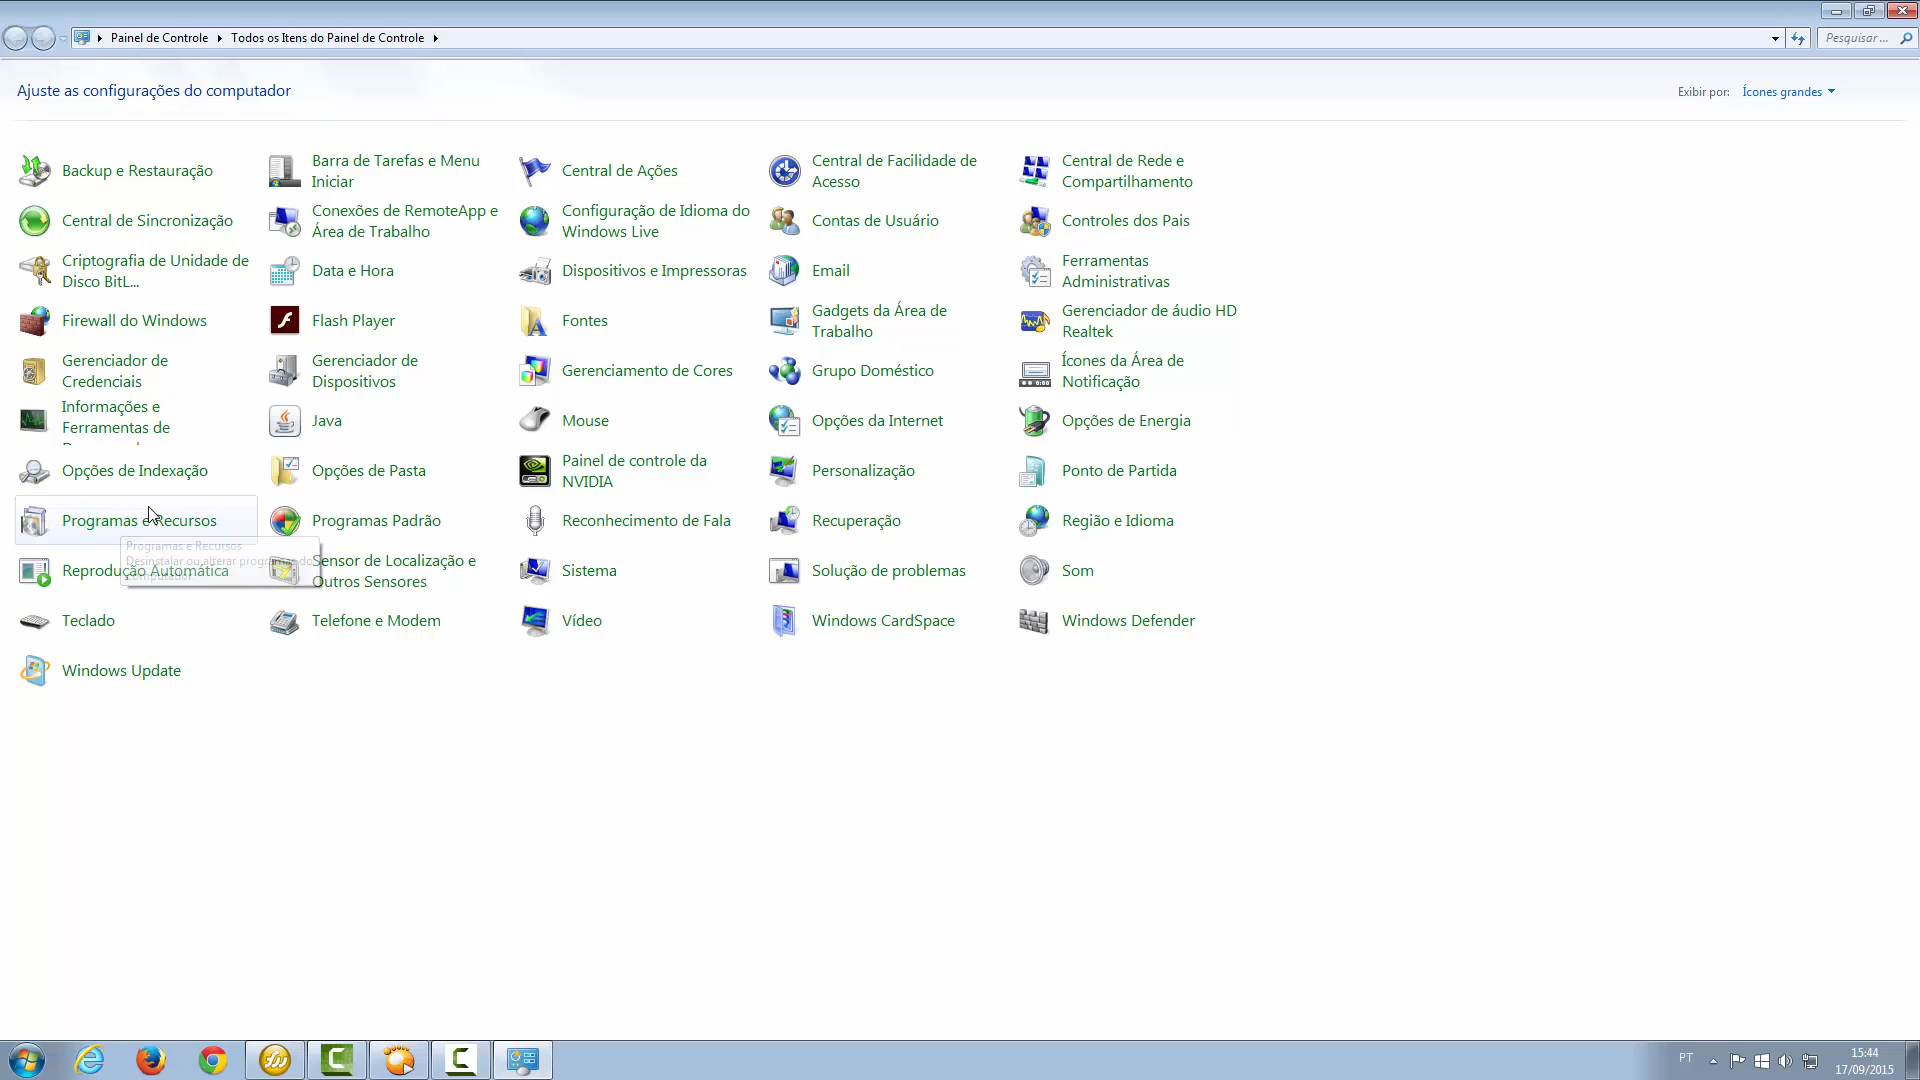 Painel de Controle
Todos os Itens do Painel de Controle
Pesquisar ...
Ajuste as configurações do computador
Exibir por:
Ícones grandes
Backup e Restauração
Barra de Tarefas e Menu
Iniciar
Central de Ações
Central de Facilidade de
Acesso
Central de Rede e
Compartilhamento
Central de Sincronização
Conexões de RemoteApp e
Área de Trabalho
Configuração de Idioma do
Windows Live
Contas de Usuário
Controles dos Pais
Criptografia de Unidade de
Disco BitL...
Data e Hora
Dispositivos e Impressoras
Email
Ferramentas
Administrativas
Firewall do Windows
Flash Player
Fontes
Gadgets da Área de
Trabalho
Gerenciador de áudio HD
Realtek
Gerenciador de
Credenciais
Gerenciador de
Dispositivos
Gerenciamento de Cores
Grupo Doméstico
Ícones da Área de
Notificação
Informações e
Ferramentas de
Java
Mouse
Opções da Internet
Opções de Energia
Opções de Indexação
Opções de Pasta
Painel de controle da
NVIDIA
Personalização
Ponto de Partida
Programas e Recursos
Programas Padrão
Reconhecimento de Fala
Recuperação
Região e Idioma
Programas e Recursos
Desinstalar ou alterar programas do
computador.
Reprodução Automática
Sensor de Localização e
Outros Sensores
Sistema
Solução de problemas
Som
Teclado
Telefone e Modem
Vídeo
Windows CardSpace
Windows Defender
Windows Update
PT
15:44
17/09/2015